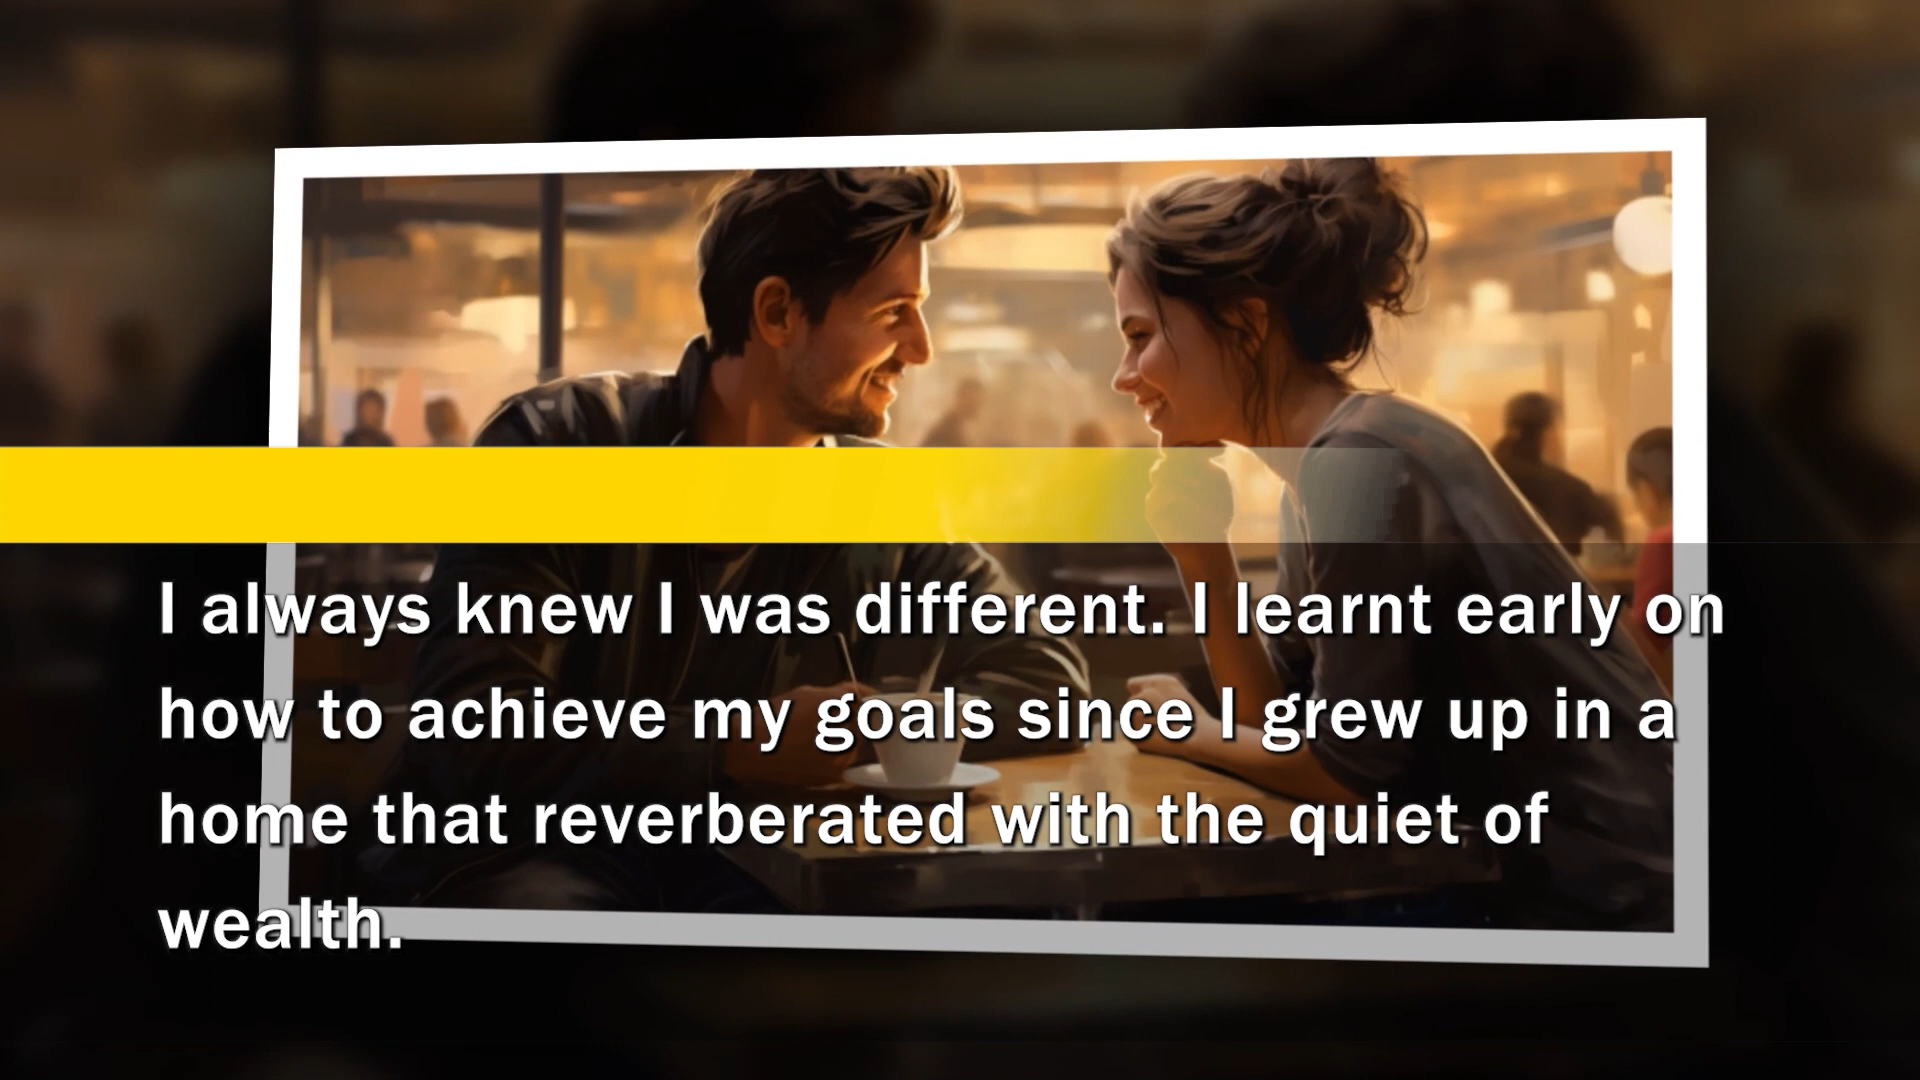 I always knew I was different. I learnt early on
how to achieve my goals since I grew up in a
home that reverberated with the quiet of
wealth.